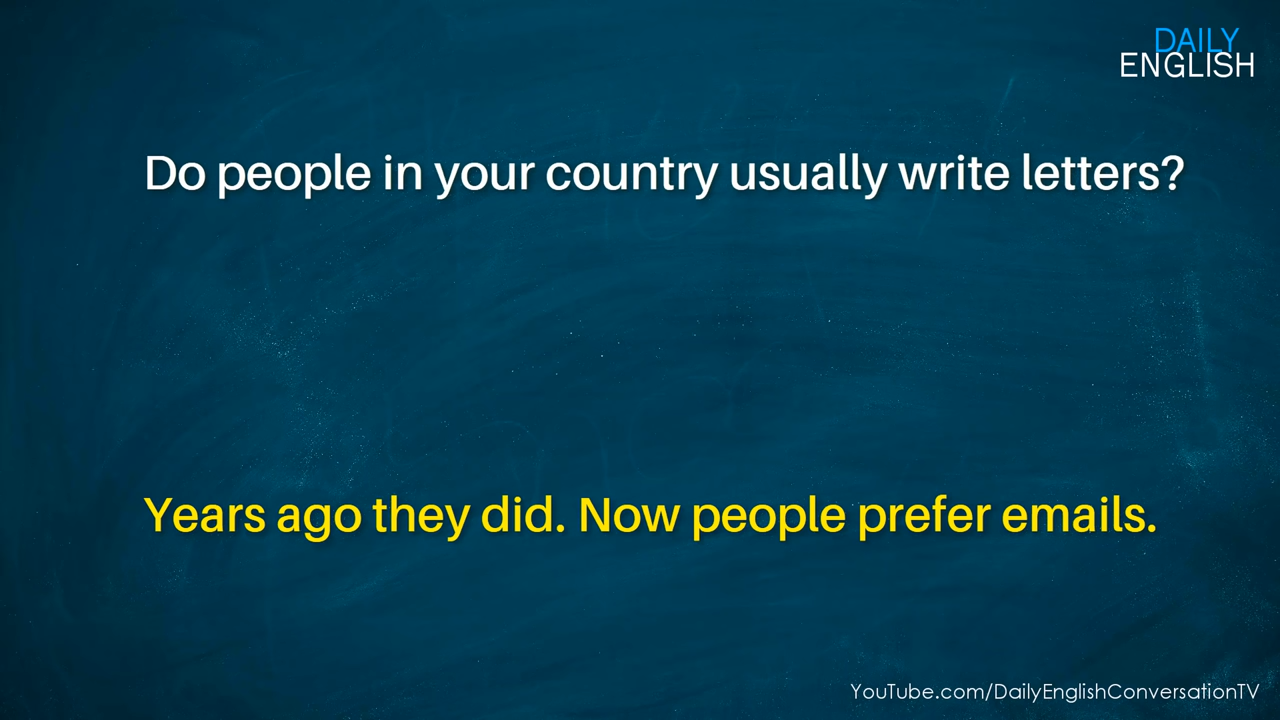 DAILY
ENGLISH
Do people in your country usually write letters?
Years ago they did. Now people prefer emails.
YouTube.com/DailyEnglishConversationTV